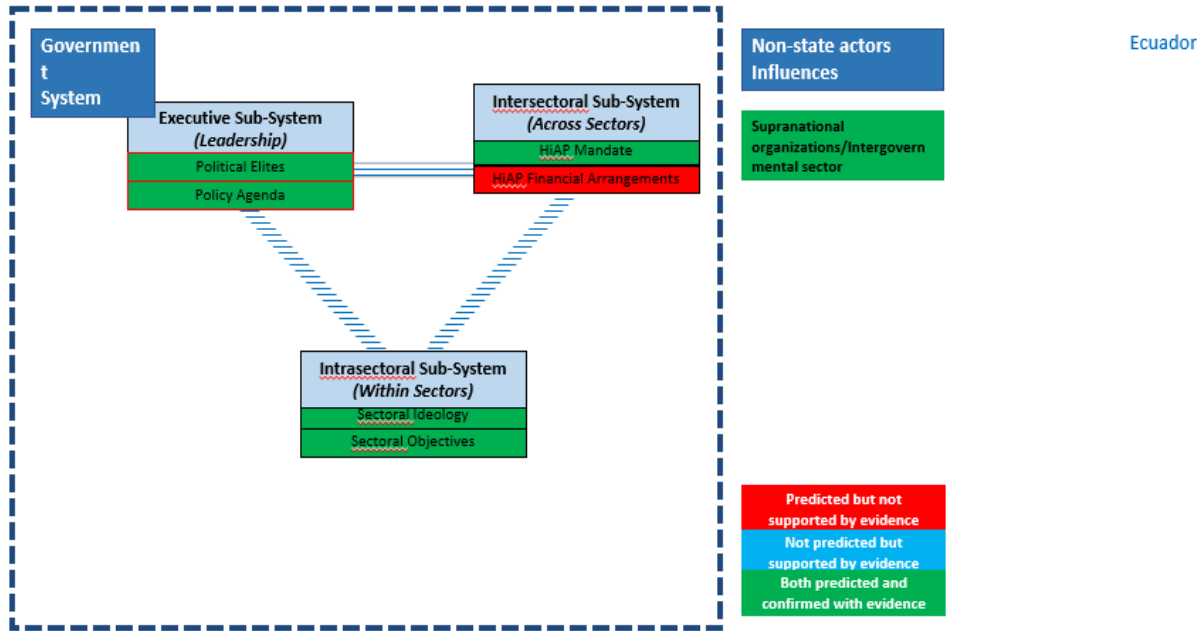 Governmen
t
System
Executive Sub-System
(Leadership)
Political Elites
Policy Agenda
Intersectoral Sub-System
(Across Sectors)
HiAP Mandate
HiAP Financial Arrangements
Intrasectoral Sub-System
(Within Sectors)
Sectoral Ideology
Sectoral Objectives
Non-state actors
Influences
Supranational
organizations/Intergovern
mental sector
Ecuador
Predicted but not
supported by evidence
Not predicted but
supported by evidence
Both predicted and
confirmed with evidence